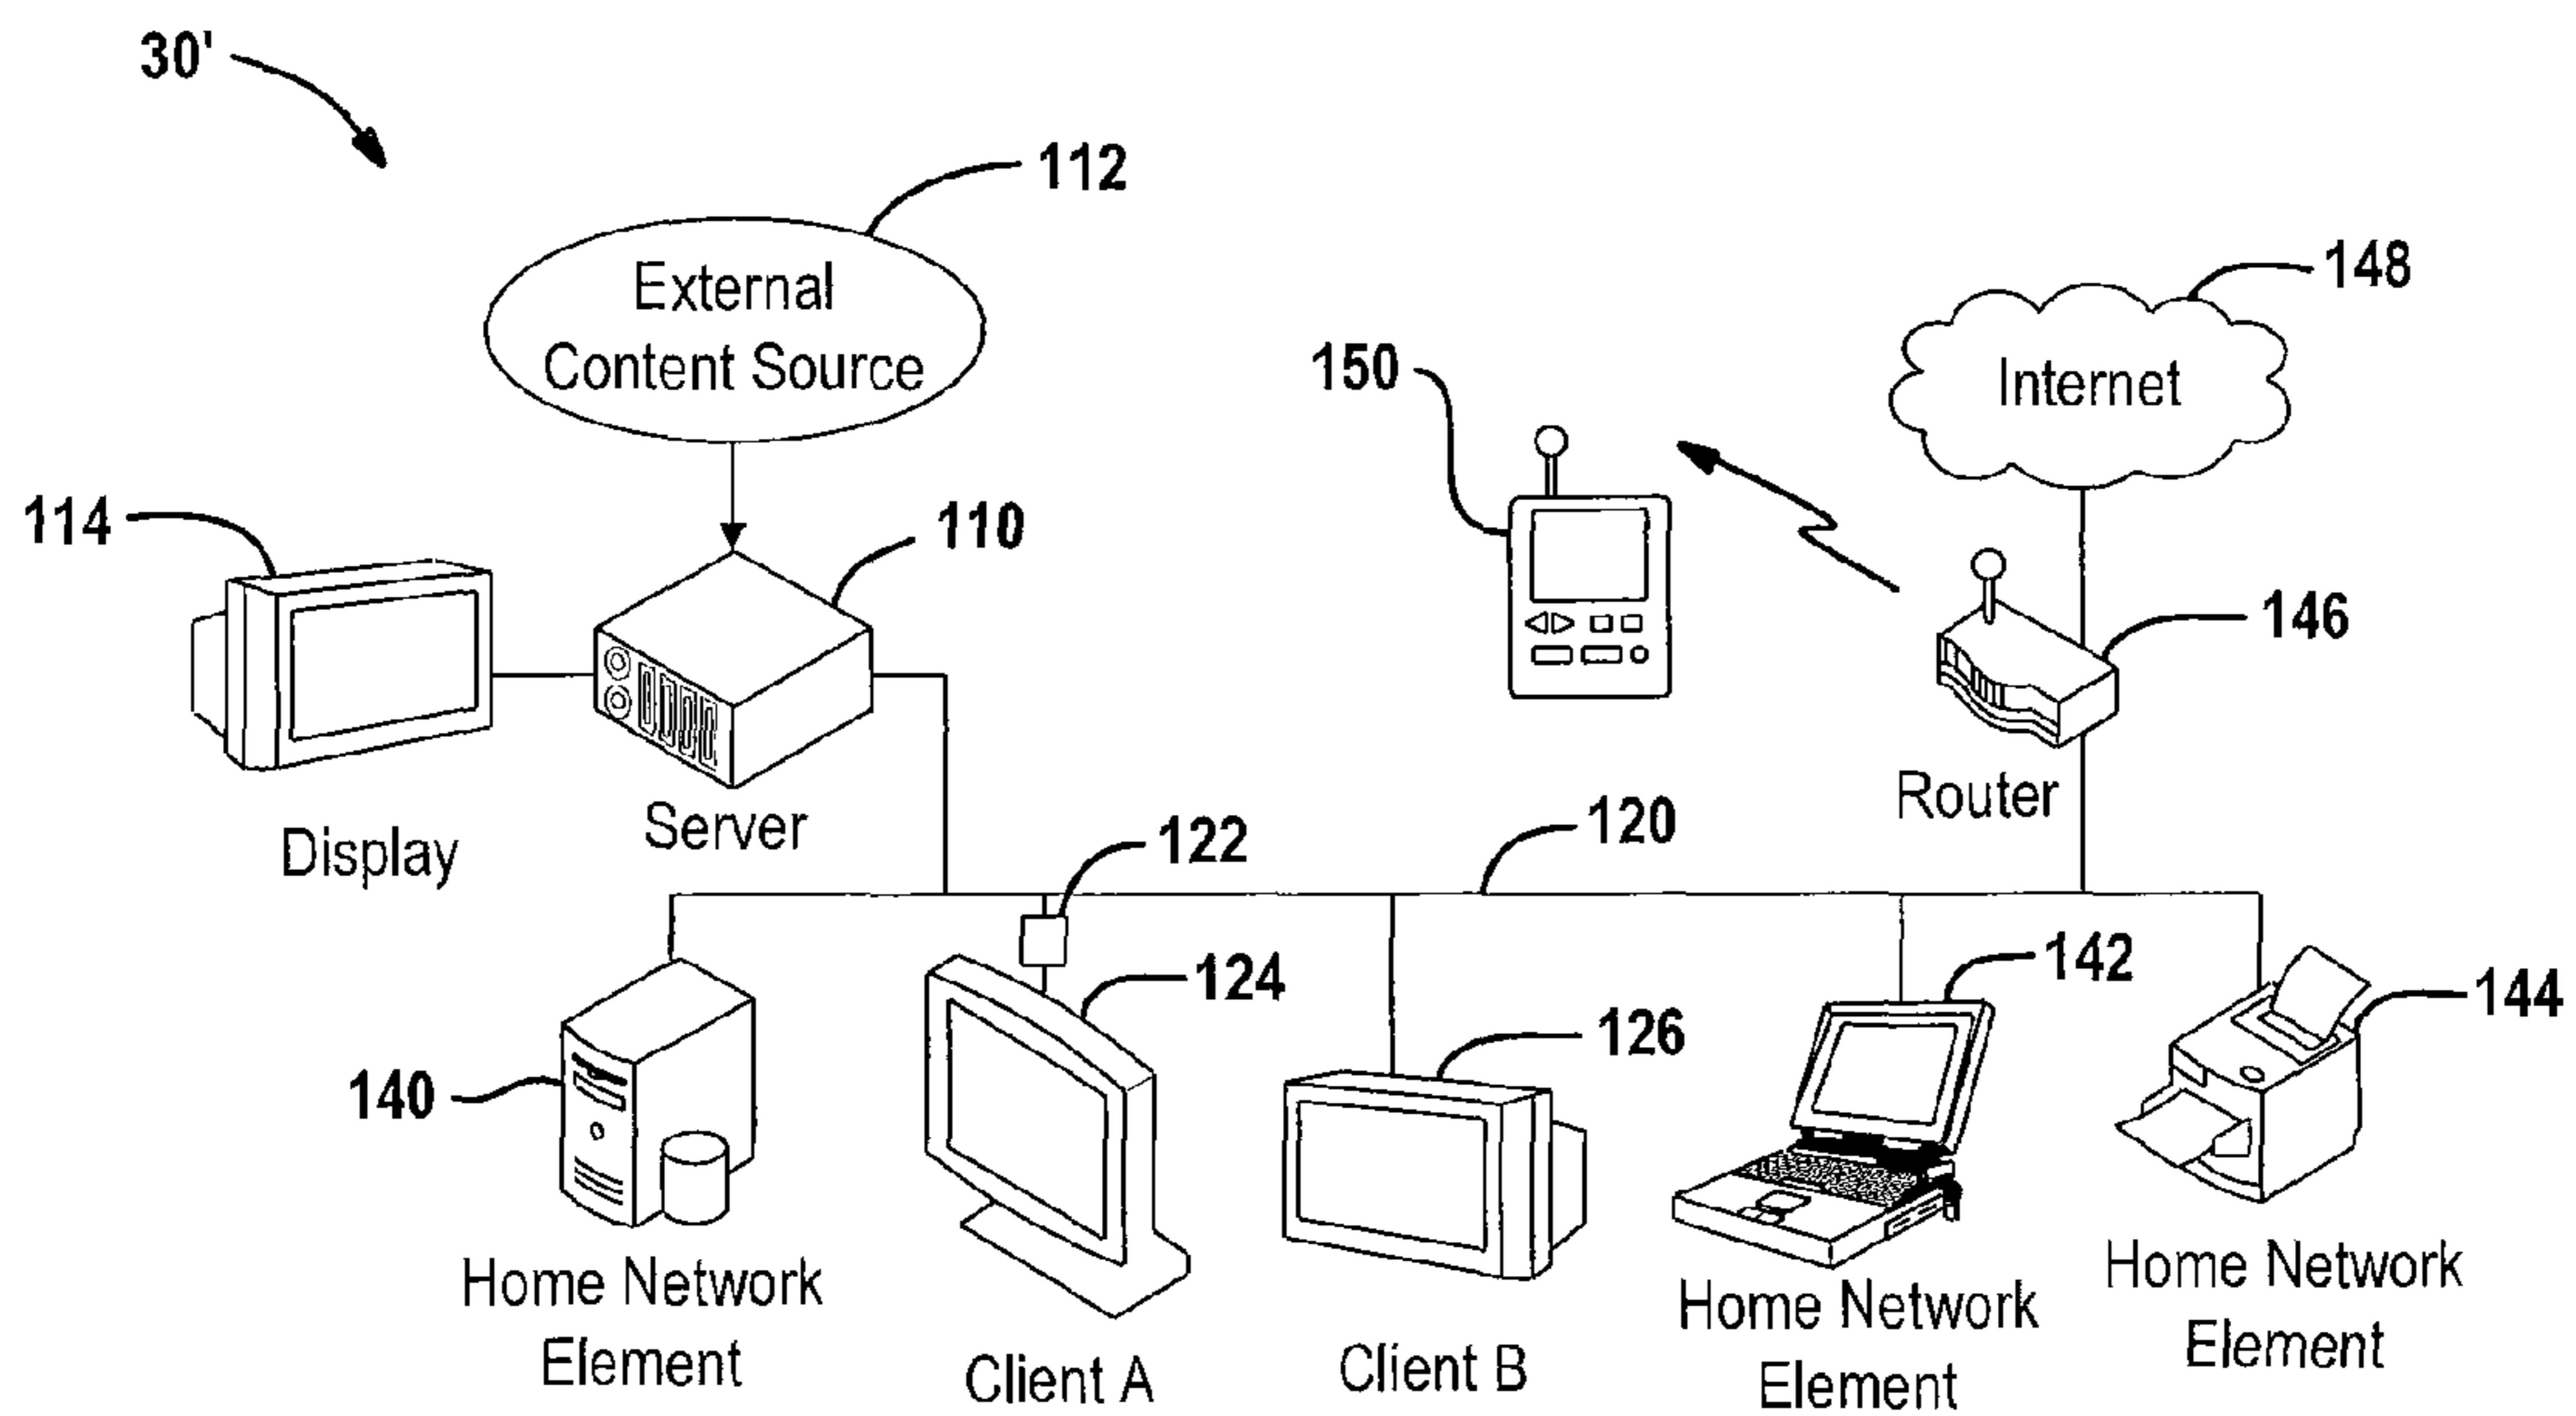 30'
112
External
Content Source
148
Internet
150
114
110
146
Router
Server
Display
122
120
124
142
144
126
140
Home Network
Element
Client A
Client B
Home Network
Element
Home Network
Element